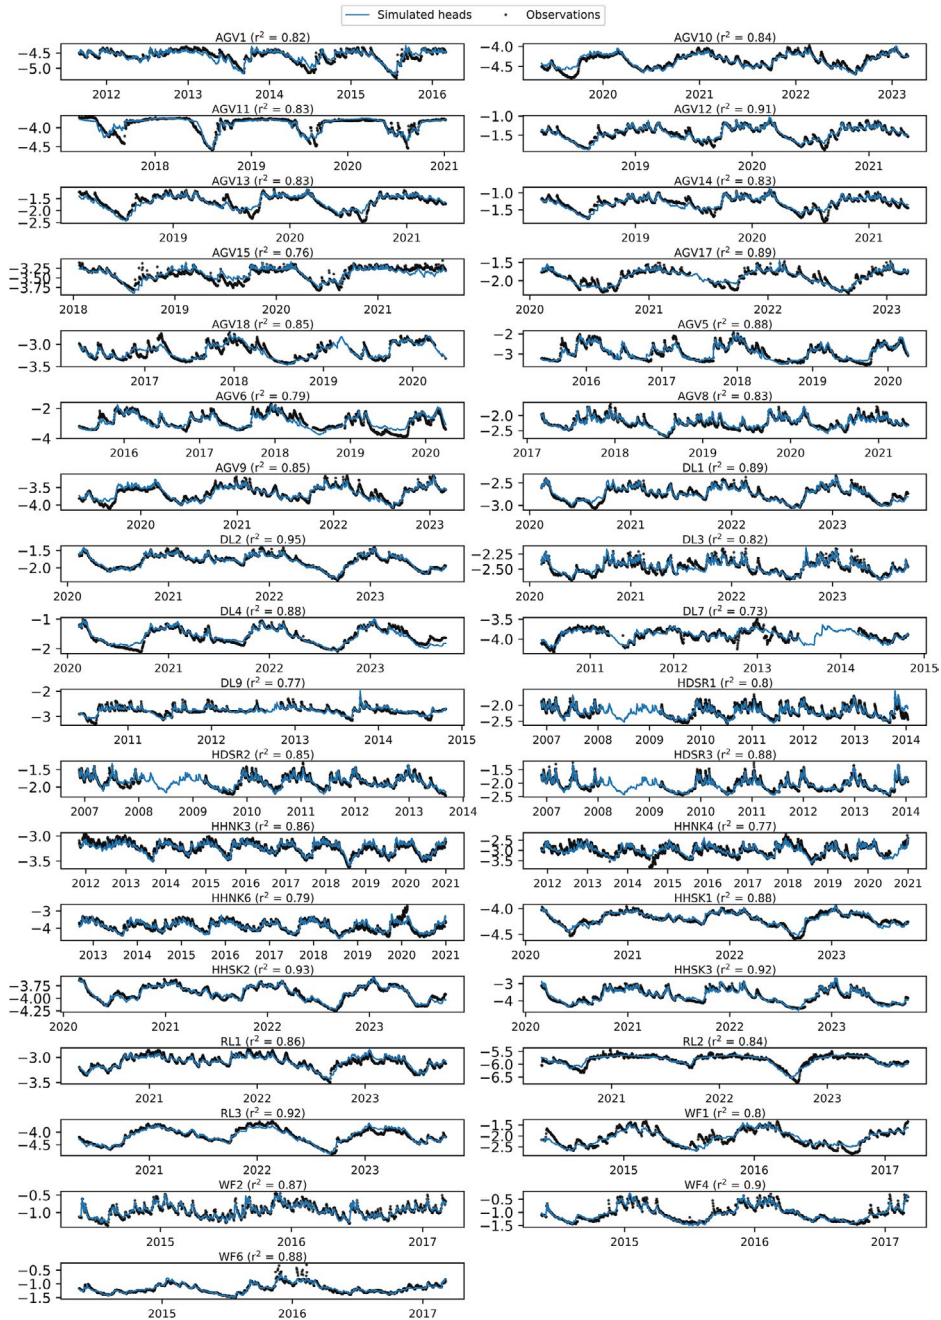 Simulated heads Observations
AGV1 (r² = 0.82) AGV10 (r² = 0.84)
−4.5 −4.0
−5.0 −4.5
2012 2013 2014 2015 2016 2020 2021 2022 2023
AGV11 (r² = 0.83) AGV12 (r² = 0.91)
−4.0 −1.0
−4.5 −1.5
2018 2019 2020 2021 2019 2020 2021
AGV13 (r² = 0.83) AGV14 (r² = 0.83)
−1.5 −1.0
−2.0 −1.5
−2.5
2019 2020 2021 2019 2020 2021
AGV15 (r² = 0.76) AGV17 (r² = 0.89)
−3.25 −1.5
−3.50 −2.0
−3.75
2018 2019 2020 2021 2020 2021 2022 2023
AGV18 (r² = 0.85) AGV5 (r² = 0.88)
−3.0 −2
−3.5 −3
2017 2018 2019 2020 2016 2017 2018 2019 2020
AGV6 (r² = 0.79) AGV8 (r² = 0.83)
−2 −2.0
−4 −2.5
2016 2017 2018 2019 2020 2017 2018 2019 2020 2021
AGV9 (r² = 0.85) DL1 (r² = 0.89)
−3.5 −2.5
−4.0 −3.0
2020 2021 2022 2023 2020 2021 2022 2023
DL2 (r² = 0.95) DL3 (r² = 0.82)
−1.5 −2.25
−2.0 −2.50
2020 2021 2022 2023 2020 2021 2022 2023
DL4 (r² = 0.88) DL7 (r² = 0.73)
−1 −3.5
−2 −4.0
2020 2021 2022 2023 2011 2012 2013 2014 2015
DL9 (r² = 0.77) HDSR1 (r² = 0.8)
−2 −2.0
−3 −2.5
2011 2012 2013 2014 2015 2007 2008 2009 2010 2011 2012 2013 2014
HDSR2 (r² = 0.85) HDSR3 (r² = 0.88)
−1.5 −1.5
−2.0 −2.0
−2.5
2007 2008 2009 2010 2011 2012 2013 2014 2007 2008 2009 2010 2011 2012 2013 2014
HHNK3 (r² = 0.86) HHNK4 (r² = 0.77)
−3.0 −2.5
−3.5 −3.0
−3.5
2012 2013 2014 2015 2016 2017 2018 2019 2020 2021 2012 2013 2014 2015 2016 2017 2018 2019 2020 2021
HHNK6 (r² = 0.79) HHSK1 (r² = 0.88)
−3 −4.0
−4 −4.5
2013 2014 2015 2016 2017 2018 2019 2020 2021 2020 2021 2022 2023
HHSK2 (r² = 0.93) HHSK3 (r² = 0.92)
−3.75 −3
−4.00 −4
−4.25
2020 2021 2022 2023 2020 2021 2022 2023
RL1 (r² = 0.86) RL2 (r² = 0.84)
−3.0 −5.5
−3.5 −6.0
−6.5
2021 2022 2023 2021 2022 2023
RL3 (r² = 0.92) WF1 (r² = 0.8)
−4.0 −1.5
−4.5 −2.0
−2.5
2021 2022 2023 2015 2016 2017
WF2 (r² = 0.87) WF4 (r² = 0.9)
−0.5 −0.5
−1.0 −1.0
−1.5
2015 2016 2017 2015 2016 2017
WF6 (r² = 0.88)
−0.5
−1.0
−1.5
2015 2016 2017